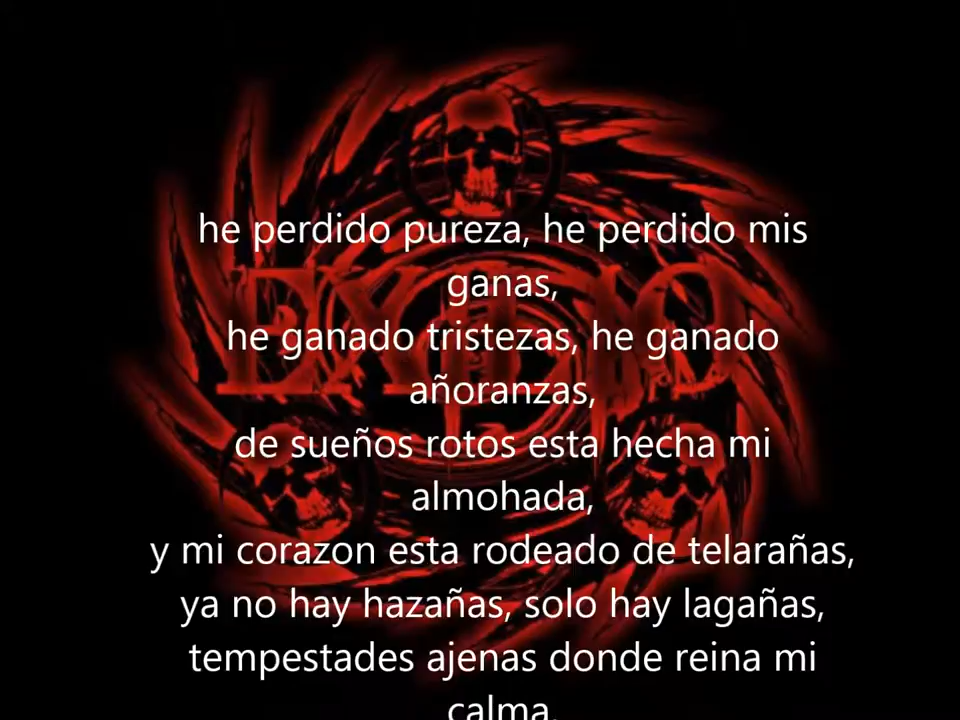 he perdido pureza, he perdido mis
ganas,
he ganado tristezas, he ganado
añoranzas,
de sueños rotos esta hecha mi
almohada,
y mi corazon esta rodeado de telarañas,
ya no hay hazañas, solo hay lagañas,
tempestades ajenas donde reina mi
calma,